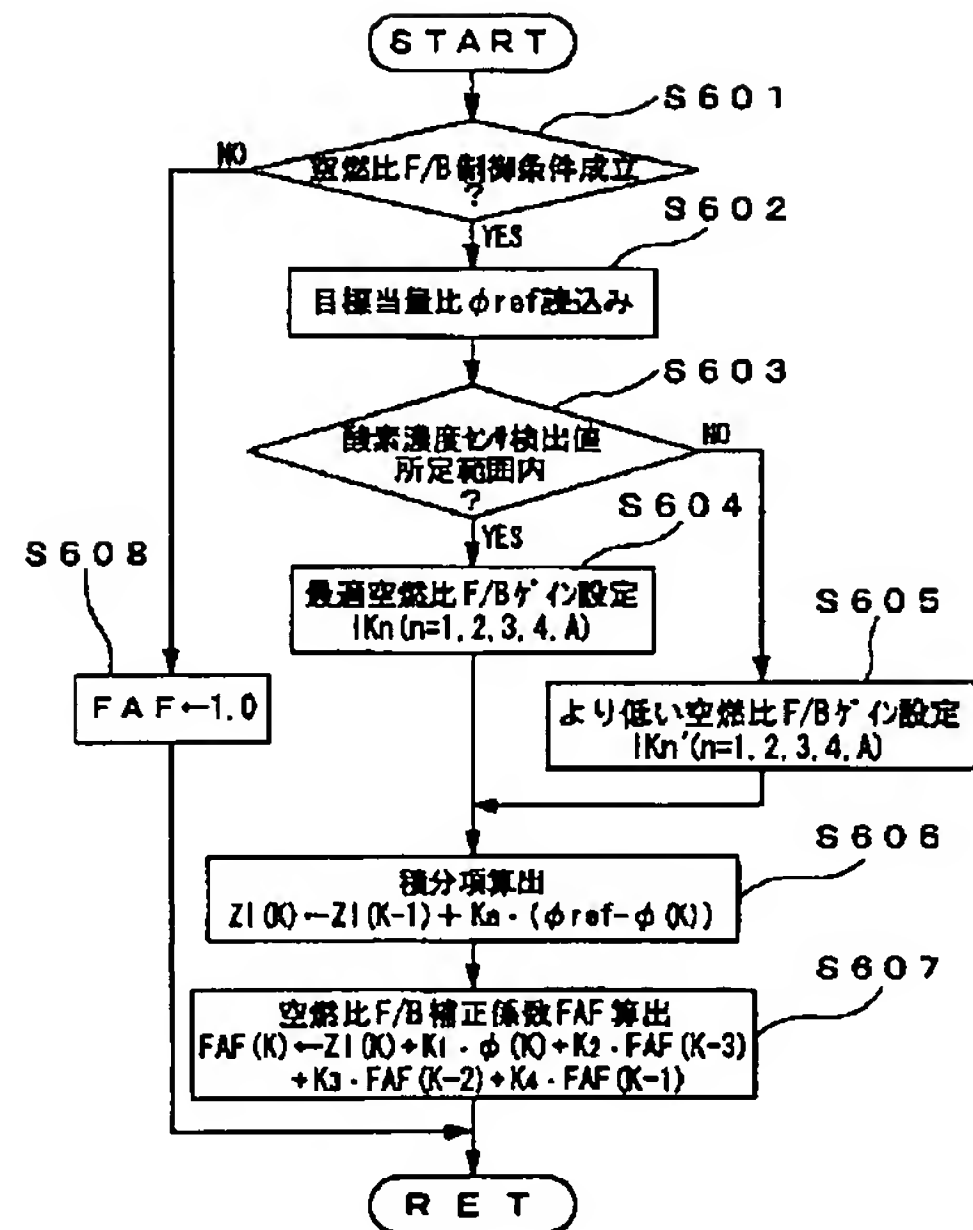 START
S601
空燃比F/B制御条件成立
?
NO
YES
S602
目標当量比φref読込み
S603
酸素濃度センサ検出値
所定範囲内
?
NO
YES
S604
最適空燃比F/Bゲイン設定
IKn(n=1,2,3,4,A)
S605
より低い空燃比F/Bゲイン設定
IKn'(n=1,2,3,4,A)
S608
FAF←1.0
S606
積分項算出
ZI(K)←ZI(K-1)+Ka・(φref-φ(K))
S607
空燃比F/B補正係数FAF算出
FAF(K)←ZI(K)+K1・φ(K)+K2・FAF(K-3)
+K3・FAF(K-2)+K4・FAF(K-1)
RET